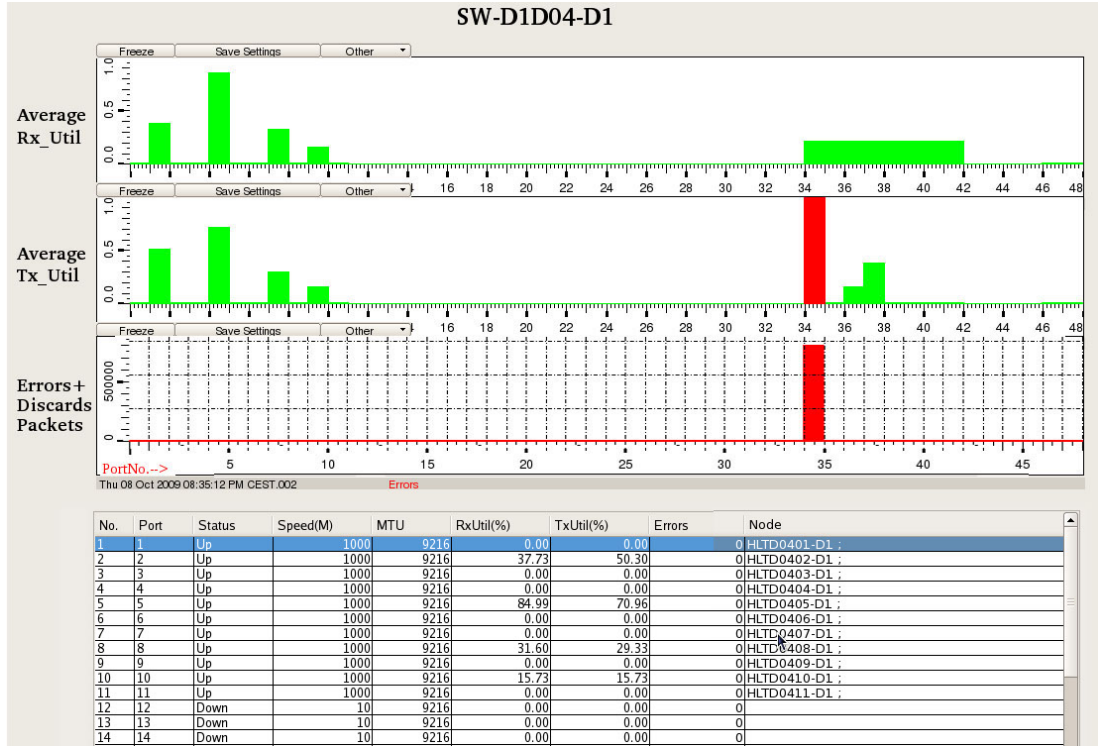 SW-D1D04-D1
Freeze Save Settings Other
Average Rx_Util
1.0
0.5
0.0
16 18 20 22 24 26 28 30 32 34 36 38 40 42 44 46 48
Freeze Save Settings Other
Average Tx_Util
1.0
0.5
0.0
16 18 20 22 24 26 28 30 32 34 36 38 40 42 44 46 48
Freeze Save Settings Other
Errors+ Discards Packets
500000
0
5 10 15 20 25 30 35 40 45
PortNo.-->
Thu 08 Oct 2009 08:35:12 PM CEST.002 Errors
No. Port Status Speed(M) MTU RxUtil(%) TxUtil(%) Errors Node
1 1 Up 1000 9216 0.00 0.00 0 HLTD0401-D1 ;
2 2 Up 1000 9216 37.73 50.30 0 HLTD0402-D1 ;
3 3 Up 1000 9216 0.00 0.00 0 HLTD0403-D1 ;
4 4 Up 1000 9216 0.00 0.00 0 HLTD0404-D1 ;
5 5 Up 1000 9216 84.99 70.96 0 HLTD0405-D1 ;
6 6 Up 1000 9216 0.00 0.00 0 HLTD0406-D1 ;
7 7 Up 1000 9216 0.00 0.00 0 HLTD0407-D1 ;
8 8 Up 1000 9216 31.60 29.33 0 HLTD0408-D1 ;
9 9 Up 1000 9216 0.00 0.00 0 HLTD0409-D1 ;
10 10 Up 1000 9216 15.73 15.73 0 HLTD0410-D1 ;
11 11 Up 1000 9216 0.00 0.00 0 HLTD0411-D1 ;
12 12 Down 10 9216 0.00 0.00 0
13 13 Down 10 9216 0.00 0.00 0
14 14 Down 10 9216 0.00 0.00 0